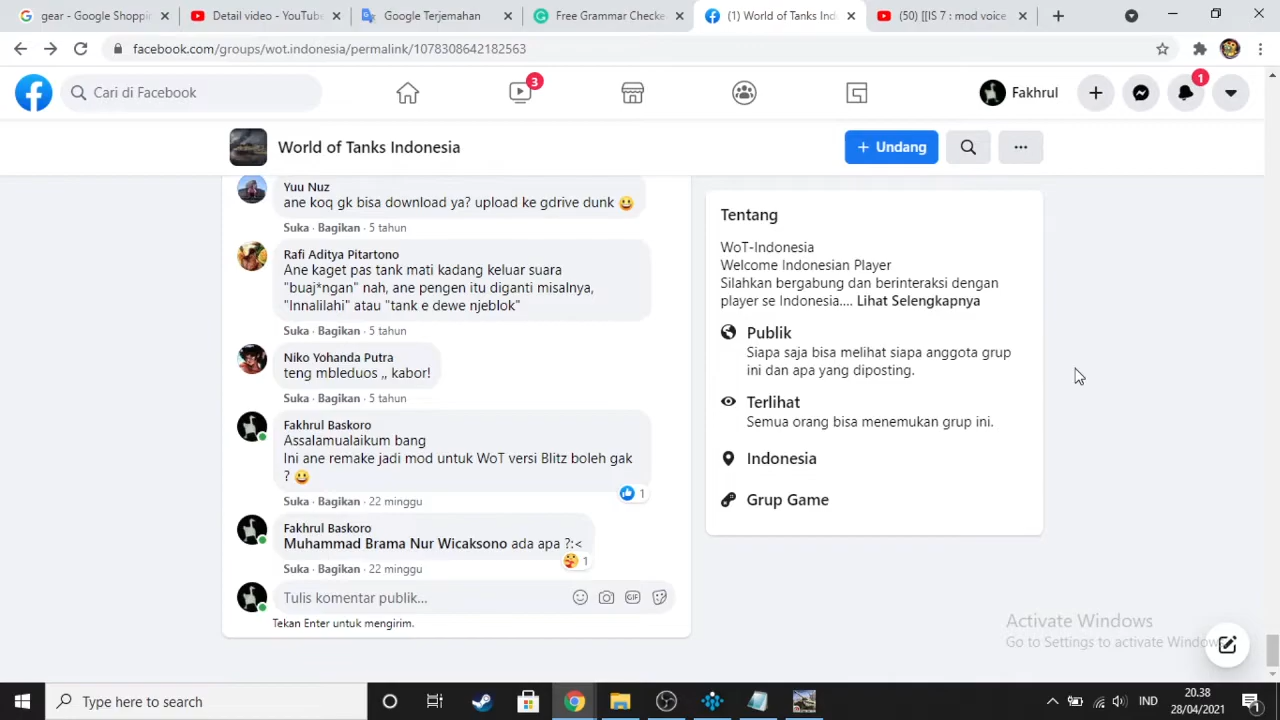 gear - Google Shoppi
Detail video - YouTube
Google Terjemahan
Free Grammar Checke
(1) World of Tanks Ind
(50) [[IS 7 : mod voice
facebook.com/groups/wot.indonesia/permalink/1078308642182563
Cari di Facebook
3
Fakhrul
1
World of Tanks Indonesia
+ Undang
Yuu Nuz
ane koq gk bisa download ya? upload ke gdrive dunk 😀
Suka · Bagikan · 5 tahun
Rafi Aditya Pitartono
Ane kaget pas tank mati kadang keluar suara
"buaj*ngan" nah, ane pengen itu diganti misalnya,
"Innalilahi" atau "tank e dewe njeblok"
Suka · Bagikan · 5 tahun
Niko Yohanda Putra
teng mbleduos ,, kabor!
Suka · Bagikan · 5 tahun
Fakhrul Baskoro
Assalamualaikum bang
Ini ane remake jadi mod untuk WoT versi Blitz boleh gak
? 😀
1
Suka · Bagikan · 22 minggu
Fakhrul Baskoro
Muhammad Brama Nur Wicaksono ada apa ?:<
1
Suka · Bagikan · 22 minggu
Tulis komentar publik...
GIF
Tekan Enter untuk mengirim.
Tentang
WoT-Indonesia
Welcome Indonesian Player
Silahkan bergabung dan berinteraksi dengan
player se Indonesia.... Lihat Selengkapnya
Publik
Siapa saja bisa melihat siapa anggota grup
ini dan apa yang diposting.
Terlihat
Semua orang bisa menemukan grup ini.
Indonesia
Grup Game
Activate Windows
Go to Settings to activate Windows
Type here to search
IND
20.38
28/04/2021
1